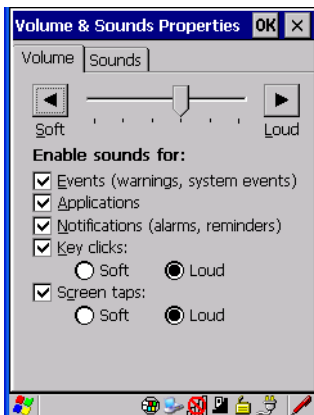 Volume & Sounds Properties OK ×
Volume Sounds
Soft Loud
Enable sounds for:
Events (warnings, system events)
Applications
Notifications (alarms, reminders)
Key clicks:
Soft Loud
Screen taps:
Soft Loud